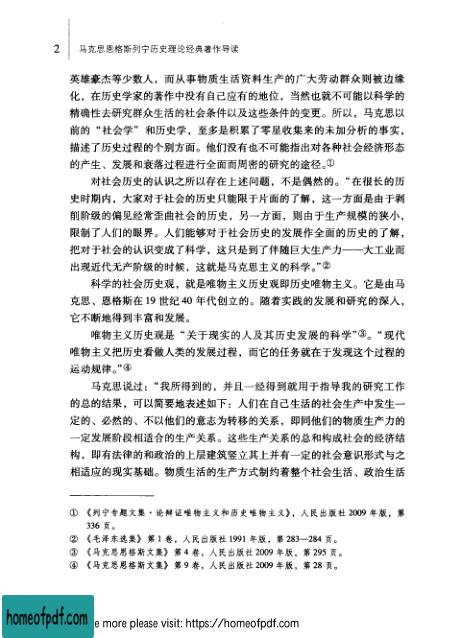 2 马克思恩格斯列宁历史理论经典著作导读
英雄豪杰等少数人，而从事物质生活资料生产的广大劳动群众则被边缘
化，在历史学家的著作中没有自己应有的地位，当然也就不可能以科学的
精确性去研究群众生活的社会条件以及这些条件的变更。所以，马克思以
前的“社会学”和历史学，至多是积累了零星收集来的未加分析的事实，
描述了历史过程的个别方面。他们没有也不可能指出对各种社会经济形态
的产生、发展和衰落过程进行全面而周密的研究的途径。①
对社会历史的认识之所以存在上述问题，不是偶然的。“在很长的历
史时期内，大家对于社会的历史只能限于片面的了解，这一方面是由于剥
削阶级的偏见经常歪曲社会的历史，另一方面，则由于生产规模的狭小，
限制了人们的眼界。人们能够对于社会历史的发展作全面的历史的了解，
把对于社会的认识变成了科学，这只是到了伴随巨大生产力——大工业而
出现近代无产阶级的时候，这就是马克思主义的科学。”②
科学的社会历史观，就是唯物主义历史观即历史唯物主义。它是由马
克思、恩格斯在 19 世纪 40 年代创立的。随着实践的发展和研究的深入，
它不断地得到丰富和发展。
唯物主义历史观是“关于现实的人及其历史发展的科学”③。“现代
唯物主义把历史看做人类的发展过程，而它的任务就在于发现这个过程的
运动规律。”④
马克思说过：“我所得到的，并且一经得到就用于指导我的研究工作
的总的结果，可以简要地表述如下：人们在自己生活的社会生产中发生一
定的、必然的、不以他们的意志为转移的关系，即同他们的物质生产力的
一定发展阶段相适合的生产关系。这些生产关系的总和构成社会的经济结
构，即有法律的和政治的上层建筑竖立其上并有一定的社会意识形式与之
相适应的现实基础。物质生活的生产方式制约着整个社会生活、政治生活
① 《列宁专题文集·论辩证唯物主义和历史唯物主义》，人民出版社 2009 年版，第
336 页。
② 《毛泽东选集》第 1 卷，人民出版社 1991 年版，第 283—284 页。
③ 《马克思恩格斯文集》第 4 卷，人民出版社 2009 年版，第 295 页。
④ 《马克思恩格斯文集》第 9 卷，人民出版社 2009 年版，第 28 页。
homeofpdf.com
e more please visit: https://homeofpdf.com